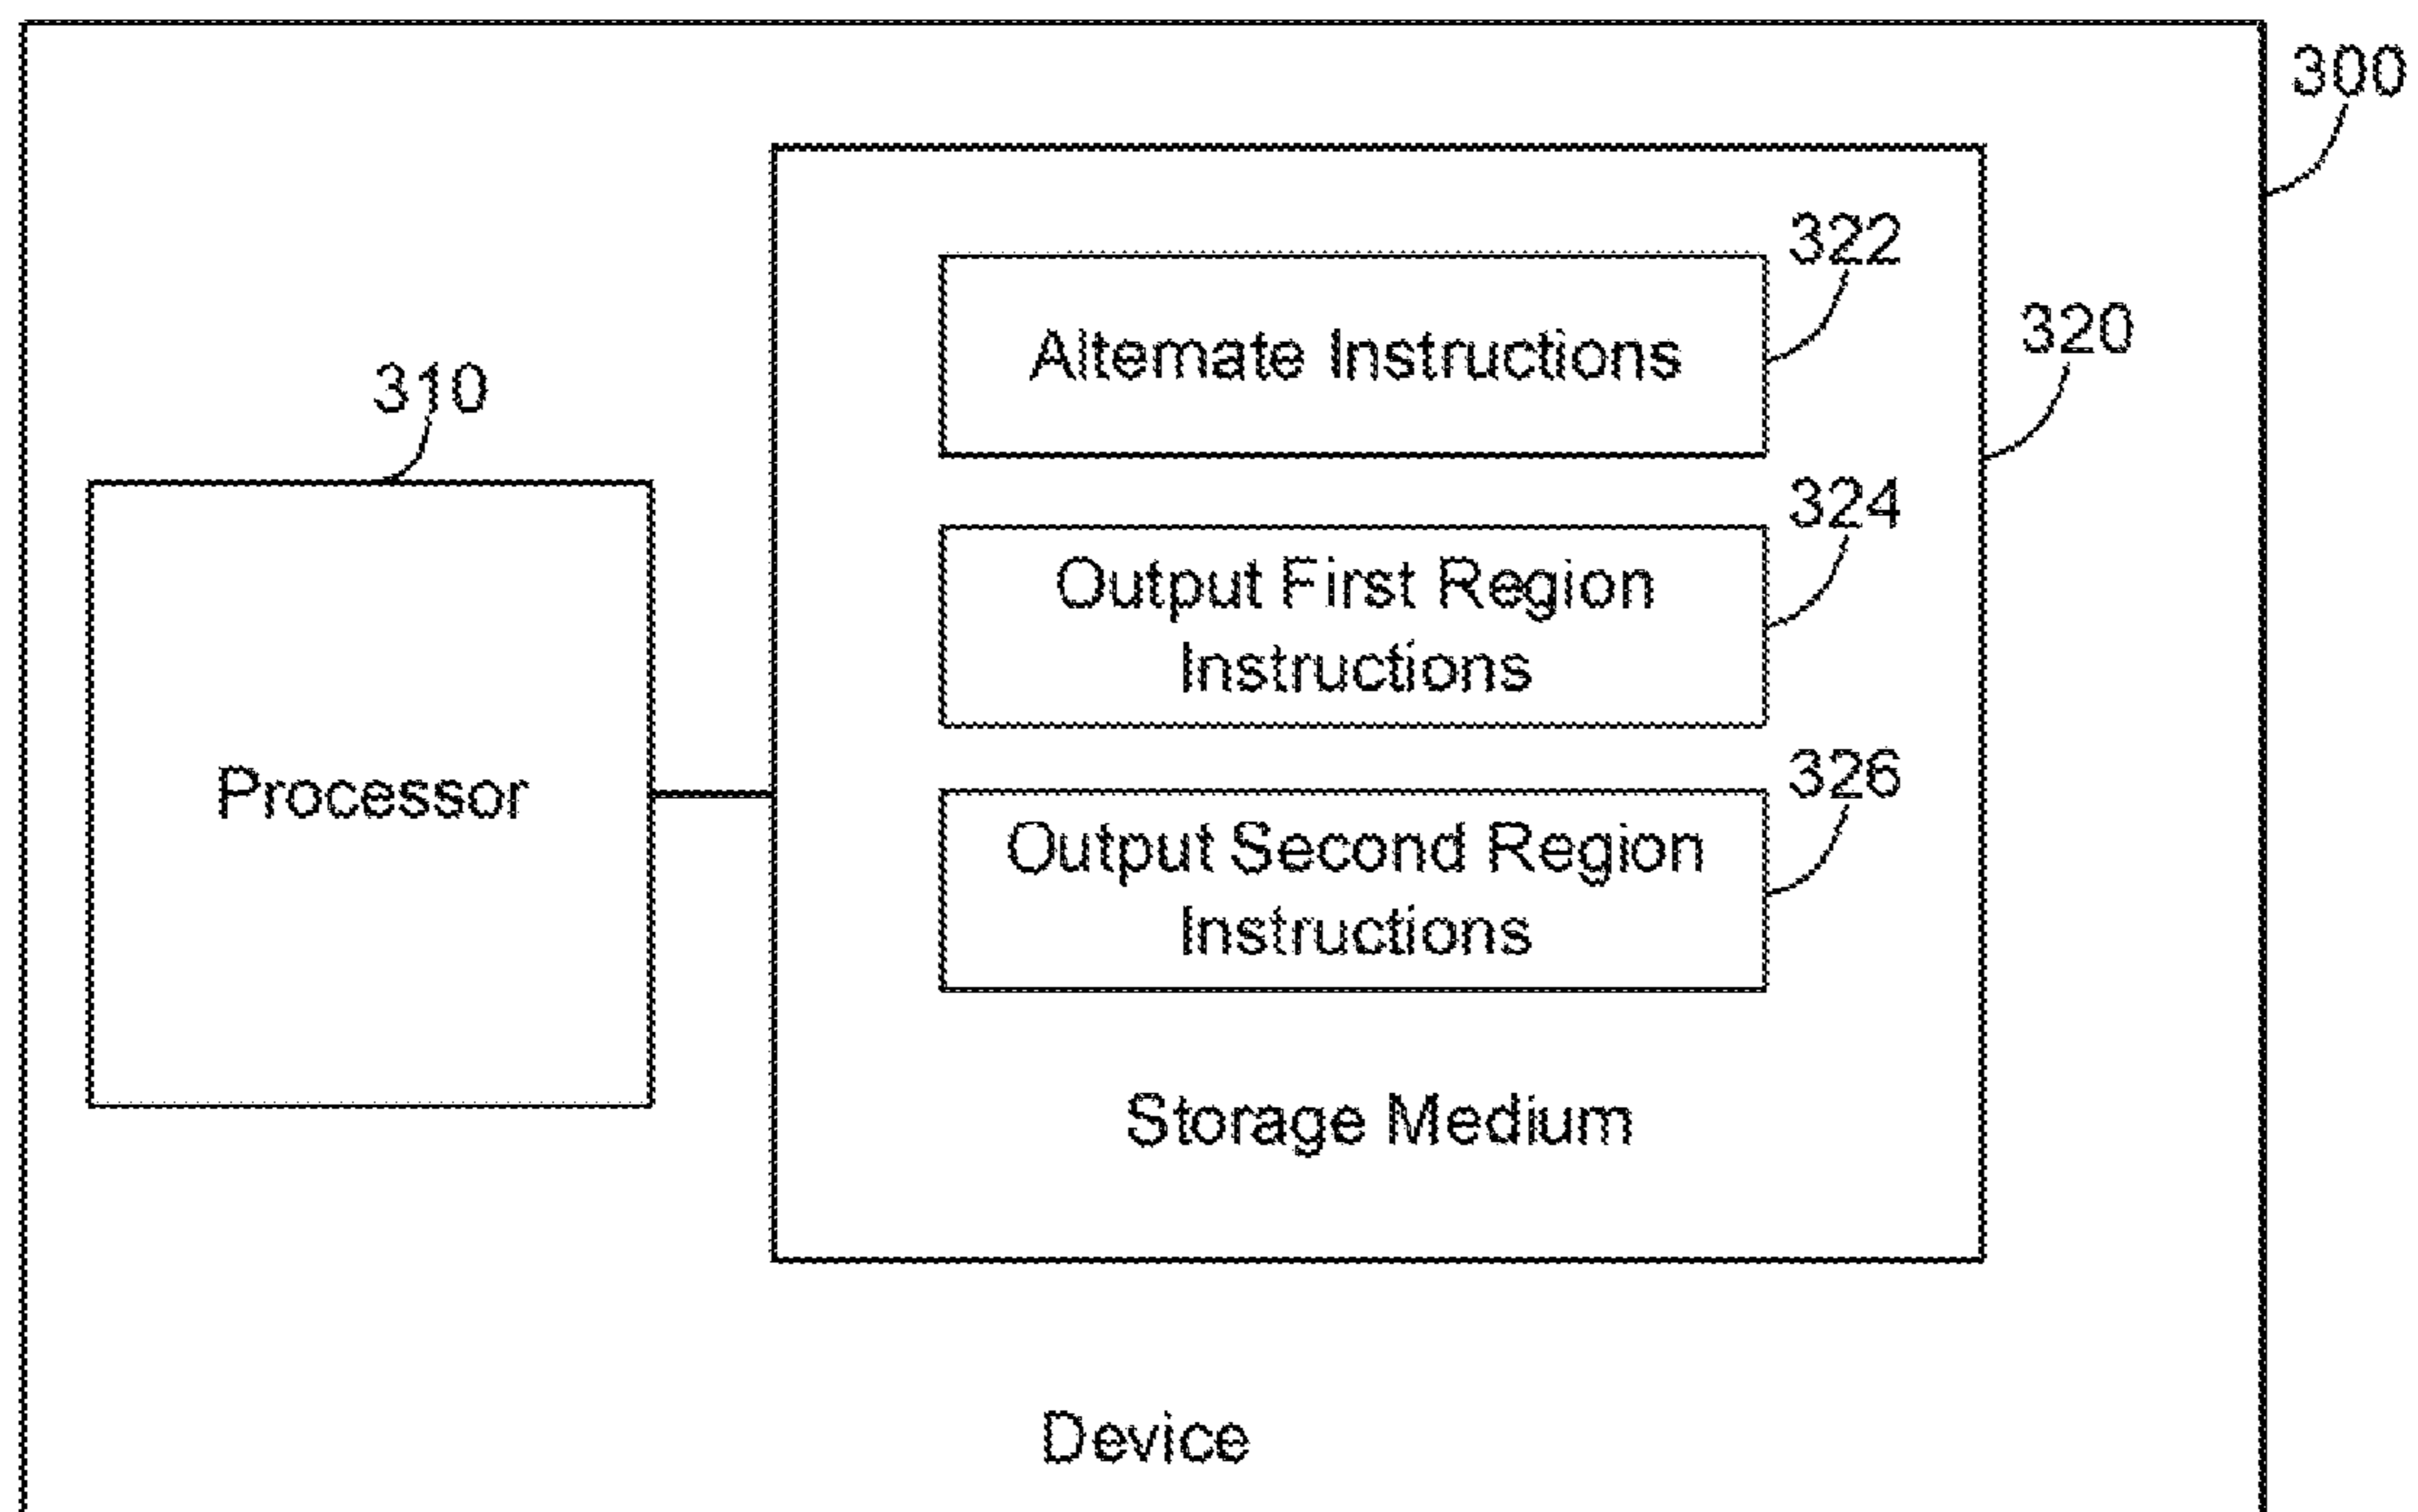 300
322
Alternate Instructions
320
310
324
Output First Region
Instructions
326
Processor
Output Second Region
Instructions
Storage Medium
Device